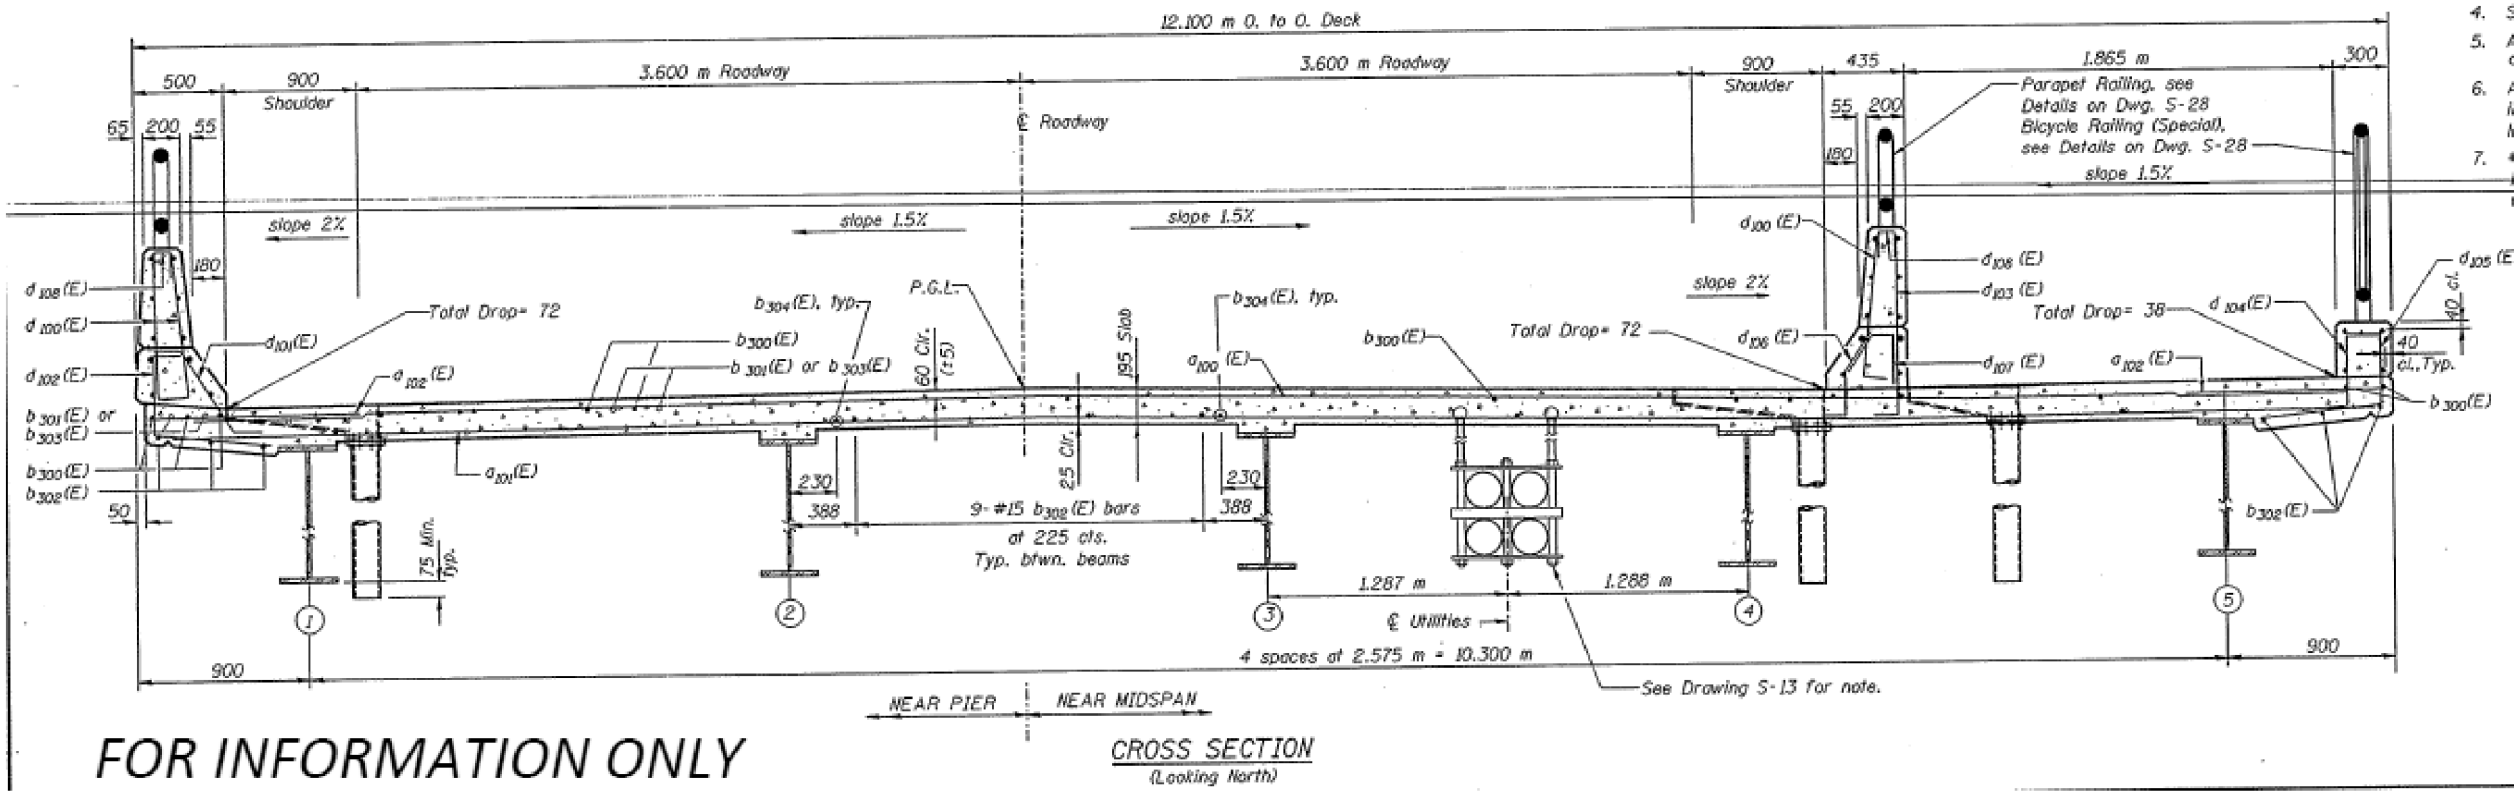 12.100 m O. to O. Deck
500
900
Shoulder
3.600 m Roadway
3.600 m Roadway
900
Shoulder
435
1.865 m
300
4.
5.
6.
7.
65
200
55
℄ Roadway
55
200
180
Parapet Railing, see
Details on Dwg. S-28
Bicycle Railing (Special),
see Details on Dwg. S-28
slope 1.5%
slope 2%
slope 1.5%
slope 1.5%
d100 (E)
180
d108 (E)
d105 (E
d108 (E)
Total Drop= 72
b304(E), typ.
P.G.L.
b304(E), typ.
slope 2%
d103 (E)
Total Drop= 38
d104(E)
40 cl.
d100(E)
d101(E)
b300(E)
60 Clr.
(±5)
195 Slab
a100 (E)
b300(E)
Total Drop= 72
d106 (E)
d107(E)
a102(E)
40
cl., Typ.
d102(E)
a102 (E)
b301(E) or b303(E)
b301(E) or
b303(E)
b300(E)
b300(E)
b302(E)
a101(E)
25 Clr.
230
230
50
388
9- #15 b302(E) bars
at 225 cts.
Typ. btwn. beams
388
b302(E)
75 Min.
Typ.
1.287 m
1.288 m
1
2
3
4
5
℄ Utilities
900
4 spaces at 2.575 m = 10.300 m
900
See Drawing S-13 for note.
NEAR PIER
NEAR MIDSPAN
FOR INFORMATION ONLY
CROSS SECTION
(Looking North)